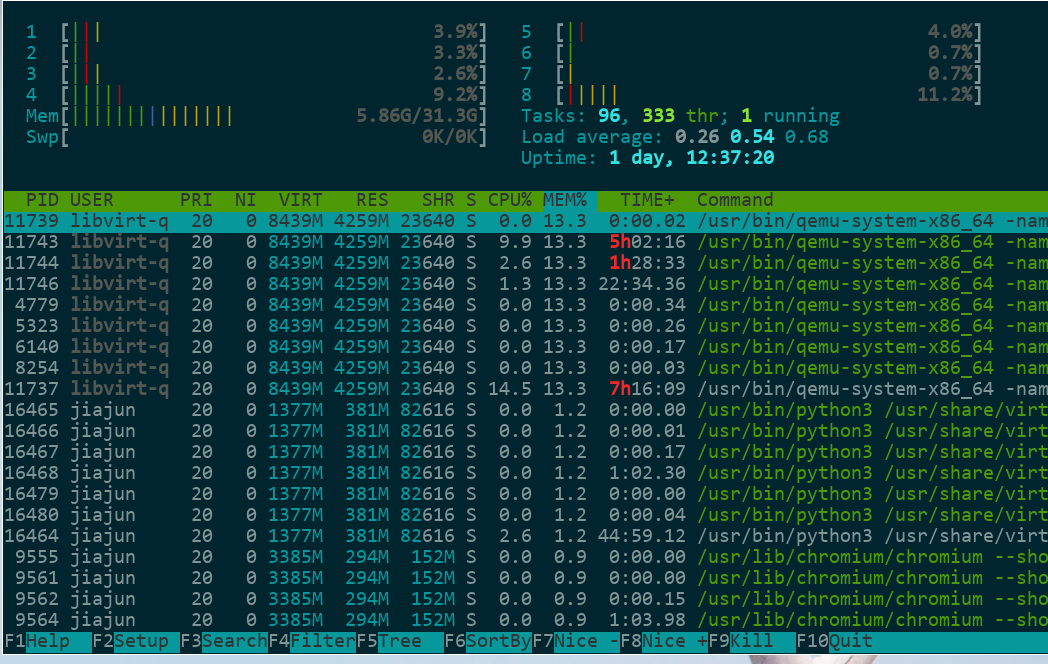 1 [||| 3.9%] 5 [|| 4.0%]
2 [|| 3.3%] 6 [| 0.7%]
3 [||| 2.6%] 7 [| 0.7%]
4 [||||| 9.2%] 8 [||||| 11.2%]
Mem[||||||||||||||| 5.86G/31.3G] Tasks: 96, 333 thr; 1 running
Swp[ 0K/0K] Load average: 0.26 0.54 0.68
Uptime: 1 day, 12:37:20
PID USER PRI NI VIRT RES SHR S CPU% MEM% TIME+ Command
11739 libvirt-q 20 0 8439M 4259M 23640 S 0.0 13.3 0:00.02 /usr/bin/qemu-system-x86_64 -nam
11743 libvirt-q 20 0 8439M 4259M 23640 S 9.9 13.3 5h02:16 /usr/bin/qemu-system-x86_64 -nam
11744 libvirt-q 20 0 8439M 4259M 23640 S 2.6 13.3 1h28:33 /usr/bin/qemu-system-x86_64 -nam
11746 libvirt-q 20 0 8439M 4259M 23640 S 1.3 13.3 22:34.36 /usr/bin/qemu-system-x86_64 -nam
4779 libvirt-q 20 0 8439M 4259M 23640 S 0.0 13.3 0:00.34 /usr/bin/qemu-system-x86_64 -nam
5323 libvirt-q 20 0 8439M 4259M 23640 S 0.0 13.3 0:00.26 /usr/bin/qemu-system-x86_64 -nam
6140 libvirt-q 20 0 8439M 4259M 23640 S 0.0 13.3 0:00.17 /usr/bin/qemu-system-x86_64 -nam
8254 libvirt-q 20 0 8439M 4259M 23640 S 0.0 13.3 0:00.03 /usr/bin/qemu-system-x86_64 -nam
11737 libvirt-q 20 0 8439M 4259M 23640 S 14.5 13.3 7h16:09 /usr/bin/qemu-system-x86_64 -nam
16465 jiajun 20 0 1377M 381M 82616 S 0.0 1.2 0:00.00 /usr/bin/python3 /usr/share/virt
16466 jiajun 20 0 1377M 381M 82616 S 0.0 1.2 0:00.01 /usr/bin/python3 /usr/share/virt
16467 jiajun 20 0 1377M 381M 82616 S 0.0 1.2 0:00.17 /usr/bin/python3 /usr/share/virt
16468 jiajun 20 0 1377M 381M 82616 S 0.0 1.2 1:02.30 /usr/bin/python3 /usr/share/virt
16479 jiajun 20 0 1377M 381M 82616 S 0.0 1.2 0:00.00 /usr/bin/python3 /usr/share/virt
16480 jiajun 20 0 1377M 381M 82616 S 0.0 1.2 0:00.04 /usr/bin/python3 /usr/share/virt
16464 jiajun 20 0 1377M 381M 82616 S 2.6 1.2 44:59.12 /usr/bin/python3 /usr/share/virt
9555 jiajun 20 0 3385M 294M 152M S 0.0 0.9 0:00.00 /usr/lib/chromium/chromium --sho
9561 jiajun 20 0 3385M 294M 152M S 0.0 0.9 0:00.00 /usr/lib/chromium/chromium --sho
9562 jiajun 20 0 3385M 294M 152M S 0.0 0.9 0:00.15 /usr/lib/chromium/chromium --sho
9564 jiajun 20 0 3385M 294M 152M S 0.0 0.9 1:03.98 /usr/lib/chromium/chromium --sho
F1Help F2Setup F3SearchF4FilterF5Tree F6SortByF7Nice -F8Nice +F9Kill F10Quit